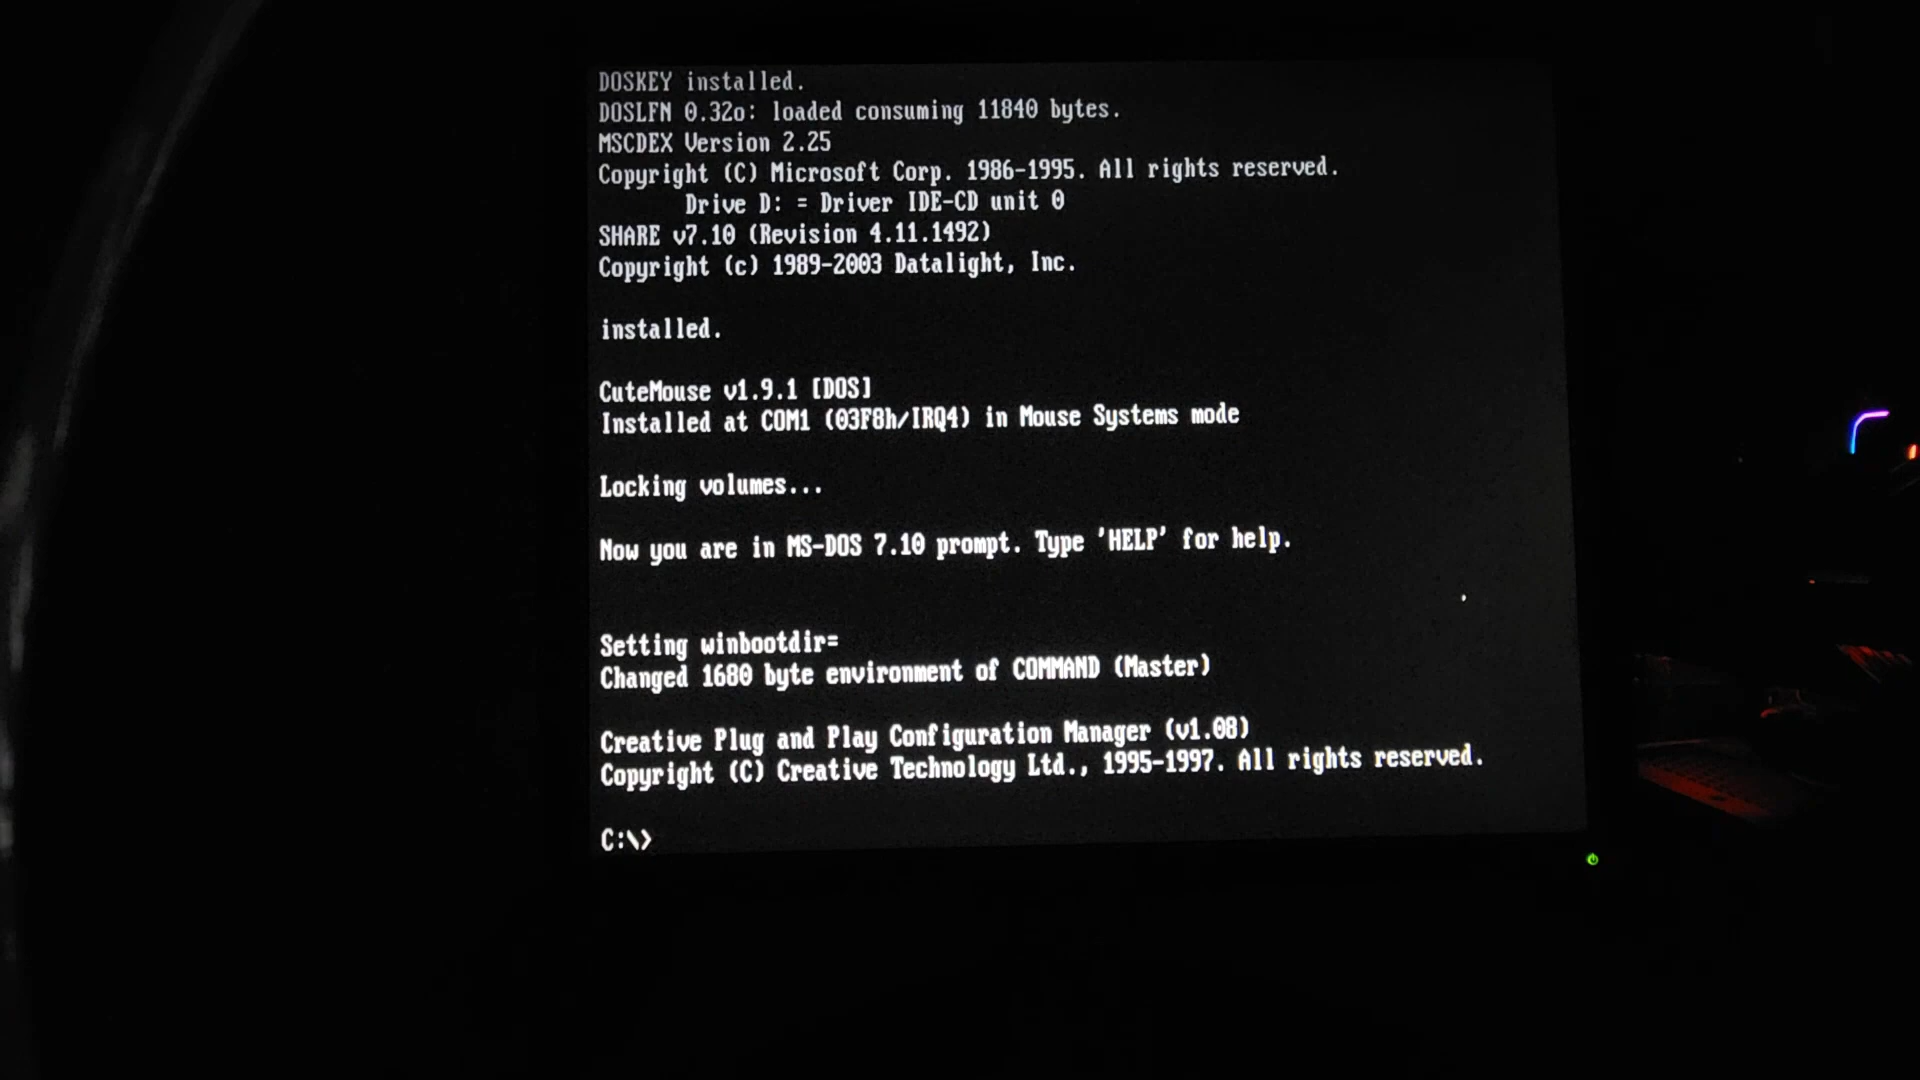 DOSKEY installed.
DOSLFN 0.32o: loaded consuming 11840 bytes.
MSCDEX Version 2.25
Copyright (C) Microsoft Corp. 1986-1995. All rights reserved.
Drive D: = Driver IDE-CD unit 0
SHARE v7.10 (Revision 4.11.1492)
Copyright (c) 1989-2003 Datalight, Inc.
installed.
CuteMouse v1.9.1 [DOS]
Installed at COM1 (03F8h/IRQ4) in Mouse Systems mode
Locking volumes...
Now you are in MS-DOS 7.10 prompt. Type 'HELP' for help.
Setting winbootdir=
Changed 1680 byte environment of COMMAND (Master)
Creative Plug and Play Configuration Manager (v1.08)
Copyright (C) Creative Technology Ltd., 1995-1997. All rights reserved.
C:\>